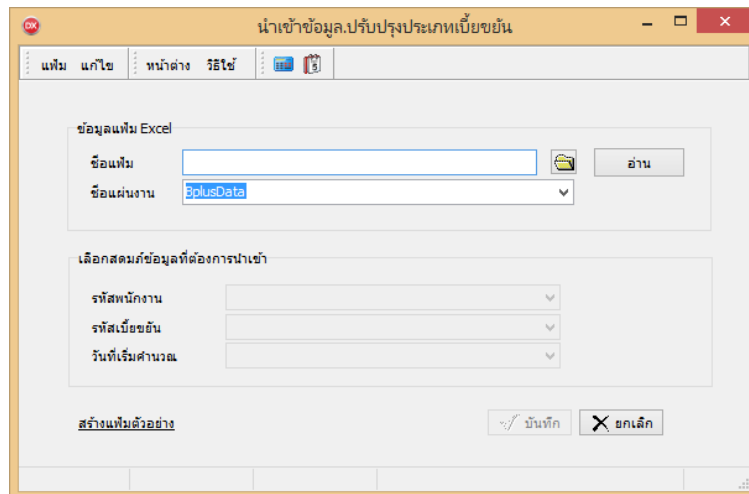 DX
นำเข้าข้อมูล.ปรับปรุงประเภทเบี้ยขยัน
แฟ้ม แก้ไข หน้าต่าง วิธีใช้ 5
ข้อมูลแฟ้ม Excel
ชื่อแฟ้ม อ่าน
ชื่อแผ่นงาน BplusData
เลือกสดมภ์ข้อมูลที่ต้องการนำเข้า
รหัสพนักงาน
รหัสเบี้ยขยัน
วันที่เริ่มคำนวณ
สร้างแฟ้มตัวอย่าง บันทึก ยกเลิก